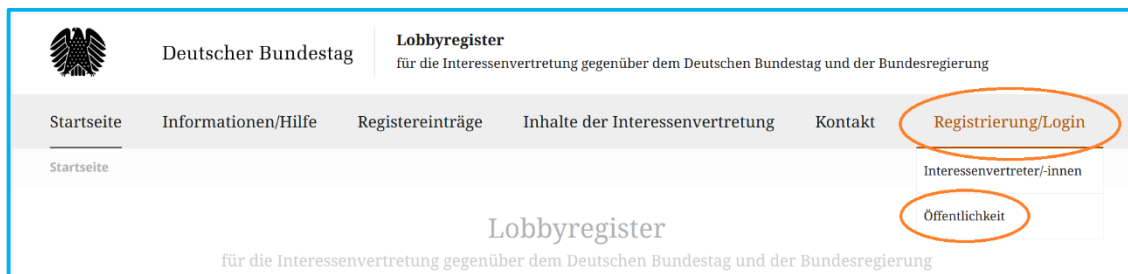 Deutscher Bundestag
Lobbyregister
für die Interessenvertretung gegenüber dem Deutschen Bundestag und der Bundesregierung
Startseite Informationen/Hilfe Registereinträge Inhalte der Interessenvertretung Kontakt Registrierung/Login
Startseite
Interessenvertreter/-innen
Öffentlichkeit
Lobbyregister
für die Interessenvertretung gegenüber dem Deutschen Bundestag und der Bundesregierung